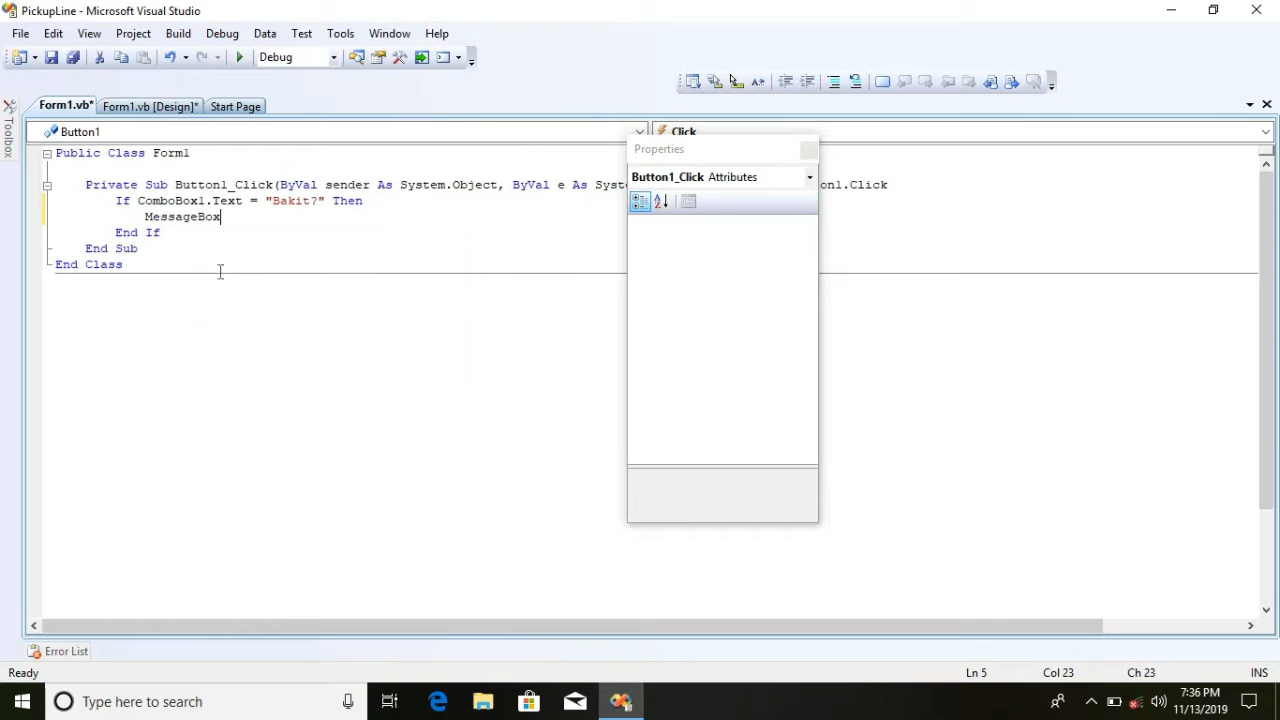 PickupLine - Microsoft Visual Studio
File Edit View Project Build Debug Data Test Tools Window Help
Debug
Form1.vb* Form1.vb [Design]* Start Page
Toolbox
Button1 Click
Properties
Button1_Click Attributes
Public Class Form1
Private Sub Button1_Click(ByVal sender As System.Object, ByVal e As Syst on1.Click
If ComboBox1.Text = "Bakit?" Then
MessageBox
End If
End Sub
End Class
Error List
Ready Ln 5 Col 23 Ch 23 INS
Type here to search
7:36 PM
11/13/2019